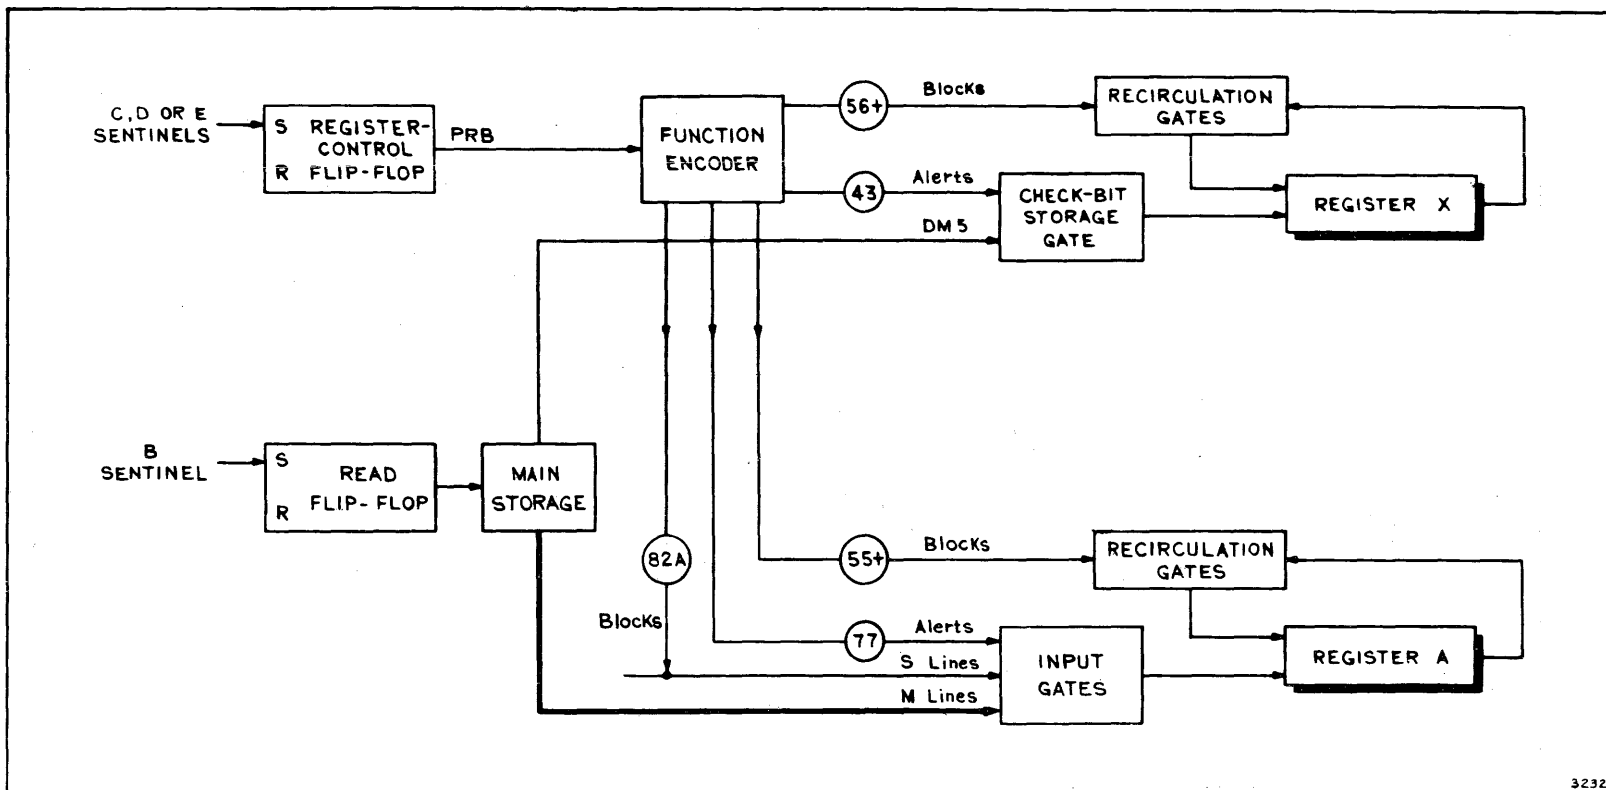 C, D OR E
SENTINELS
S REGISTER-
CONTROL
R FLIP-FLOP
PRB
FUNCTION
ENCODER
56+
Blocks
RECIRCULATION
GATES
43
Alerts
DM5
CHECK-BIT
STORAGE
GATE
REGISTER X
B
SENTINEL
S
READ
FLIP-FLOP
R
MAIN
STORAGE
82A
Blocks
55+
Blocks
RECIRCULATION
GATES
77
Alerts
S Lines
M Lines
INPUT
GATES
REGISTER A
3232